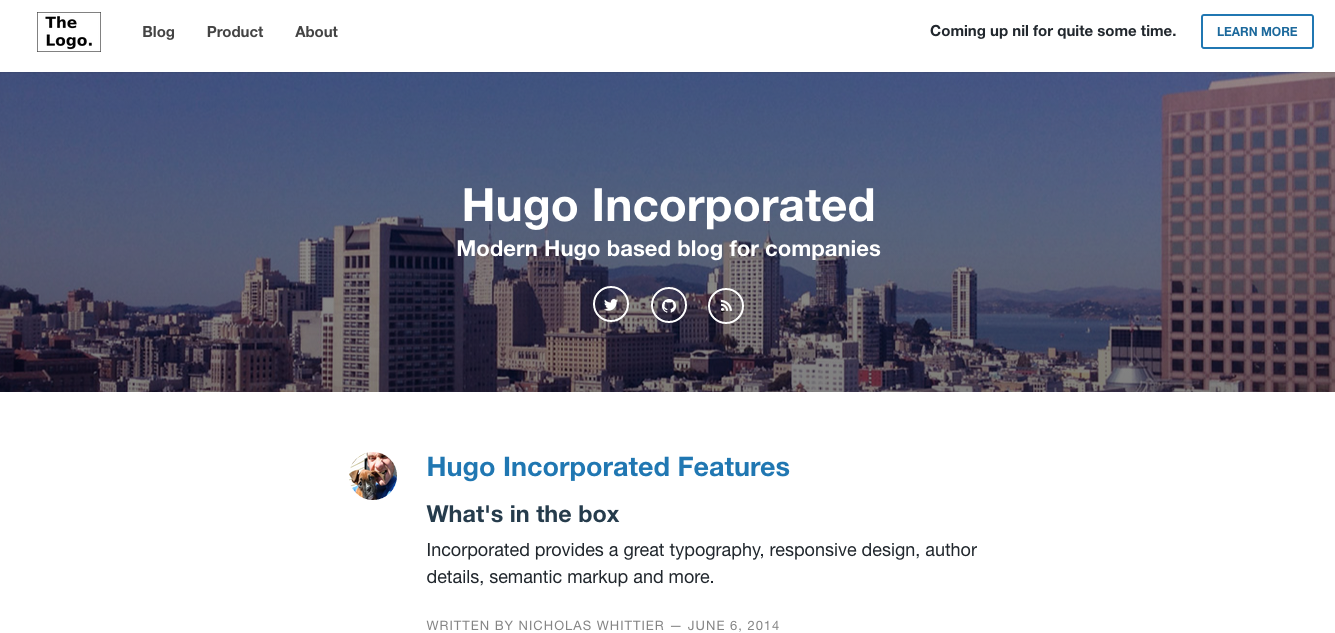 The
Logo.
Blog
Product
About
Coming up nil for quite some time.
LEARN MORE
Hugo Incorporated
Modern Hugo based blog for companies
Hugo Incorporated Features
What's in the box
Incorporated provides a great typography, responsive design, author
details, semantic markup and more.
WRITTEN BY NICHOLAS WHITTIER — JUNE 6, 2014